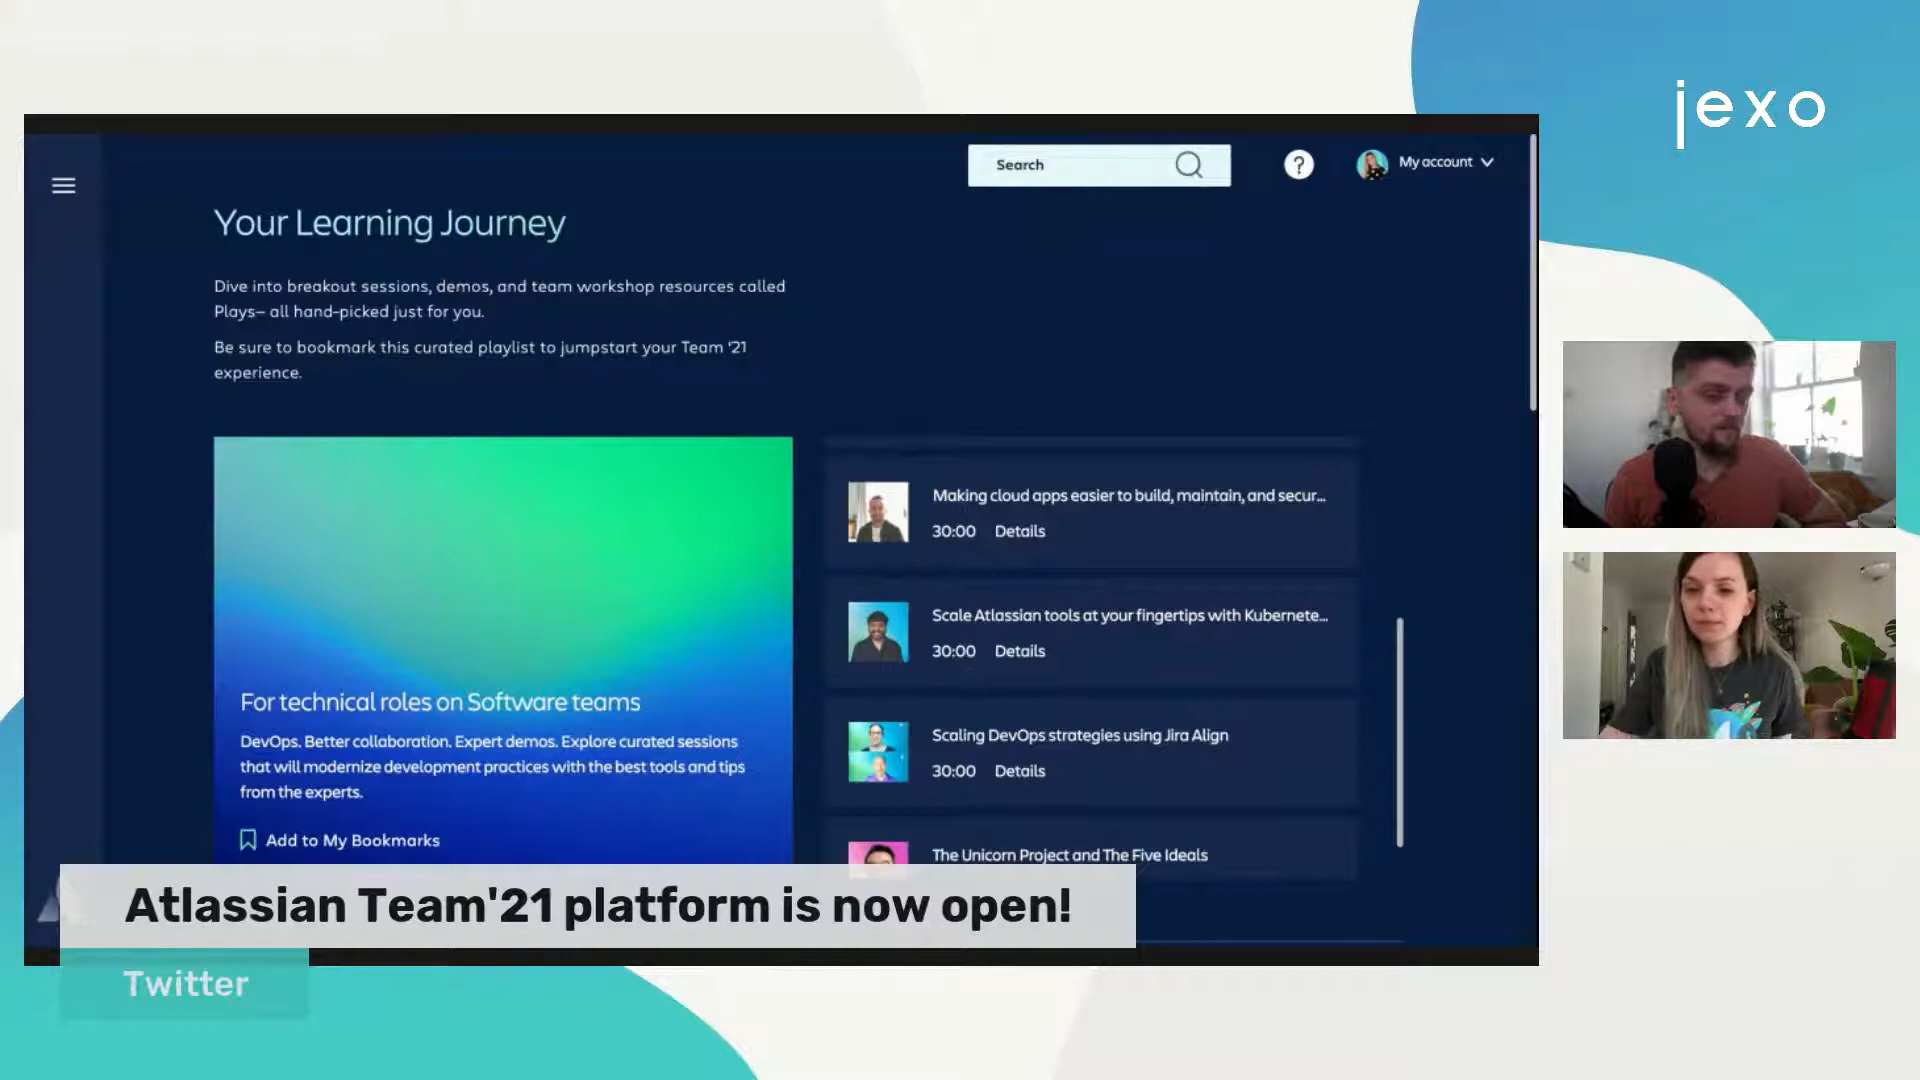 jexo
Search
?
My account
Your Learning Journey
Dive into breakout sessions, demos, and team workshop resources called
Plays– all hand-picked just for you.
Be sure to bookmark this curated playlist to jumpstart your Team '21
experience.
Making cloud apps easier to build, maintain, and secur...
30:00 Details
Scale Atlassian tools at your fingertips with Kubernete...
30:00 Details
Scaling DevOps strategies using Jira Align
30:00 Details
The Unicorn Project and The Five Ideals
For technical roles on Software teams
DevOps. Better collaboration. Expert demos. Explore curated sessions
that will modernize development practices with the best tools and tips
from the experts.
Add to My Bookmarks
Atlassian Team'21 platform is now open!
Twitter